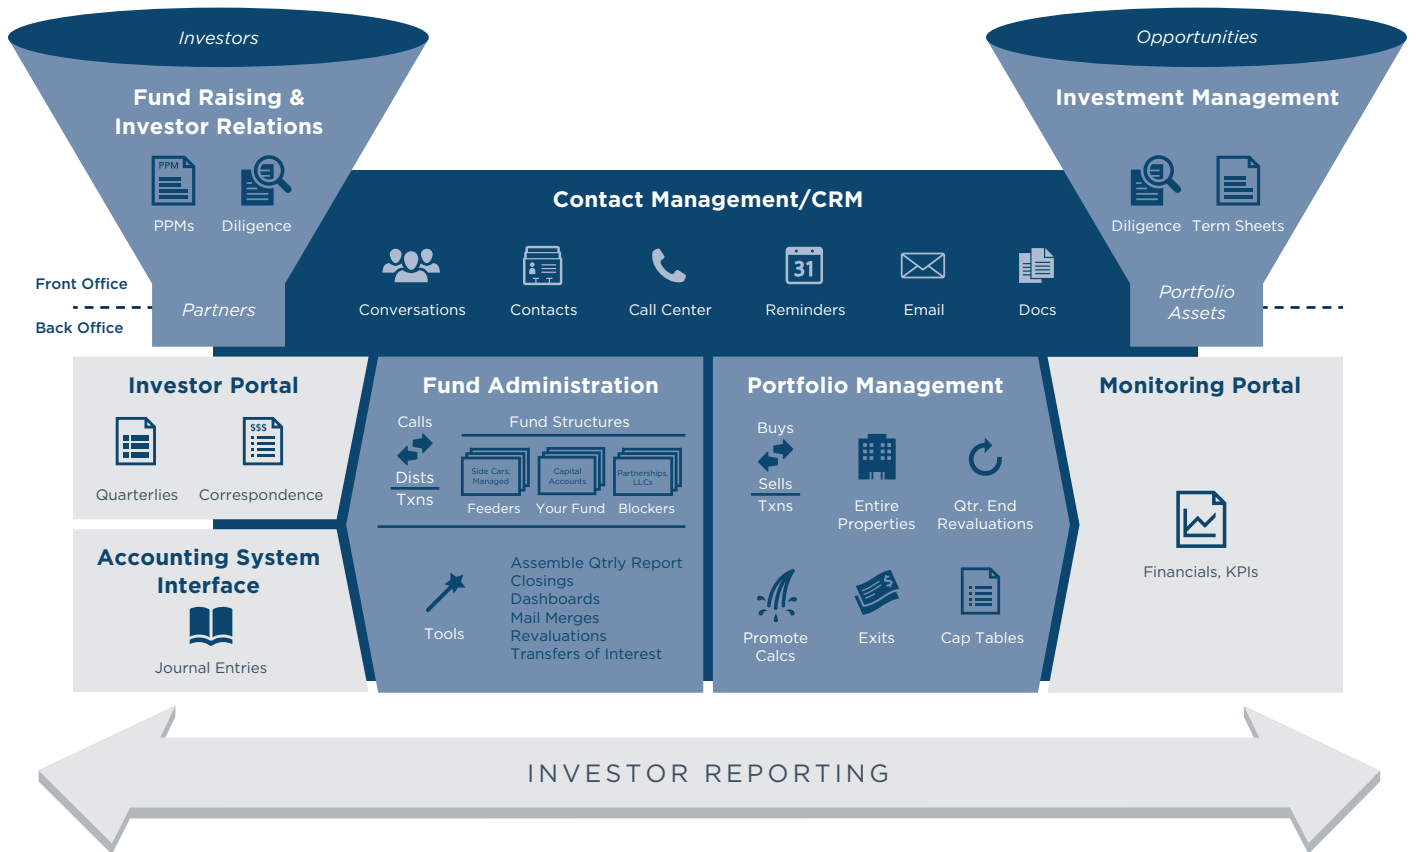 Investors
Fund Raising &
Investor Relations
PPM
PPMs
Diligence
Partners
Opportunities
Investment Management
Diligence
Term Sheets
Portfolio
Assets
Front Office
Back Office
Contact Management/CRM
31
Conversations
Contacts
Call Center
Reminders
Email
Docs
Investor Portal
$$$
Quarterlies
Correspondence
Accounting System
Interface
Journal Entries
Fund Administration
Calls
Dists
Txns
Fund Structures
Side Cars,
Managed
Capital
Accounts
Partnerships,
LLCs
Feeders
Your Fund
Blockers
Tools
Assemble Qtrly Report
Closings
Dashboards
Mail Merges
Revaluations
Transfers of Interest
Portfolio Management
Buys
Sells
Txns
Entire
Properties
Qtr. End
Revaluations
Promote
Calcs
$
Exits
Cap Tables
Monitoring Portal
Financials, KPIs
INVESTOR REPORTING